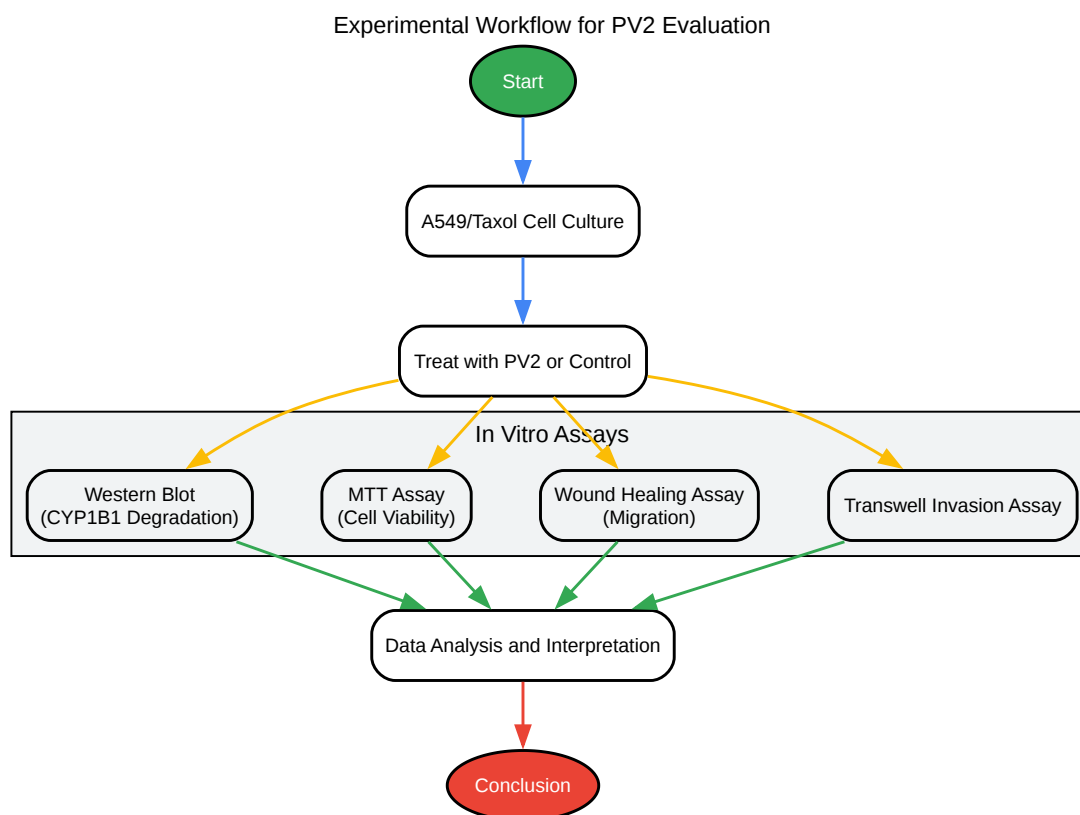 Experimental Workflow for PV2 Evaluation
Start
A549/Taxol Cell Culture
Treat with PV2 or Control
In Vitro Assays
Western Blot
(CYP1B1 Degradation)
MTT Assay
(Cell Viability)
Wound Healing Assay
(Migration)
Transwell Invasion Assay
Data Analysis and Interpretation
Conclusion